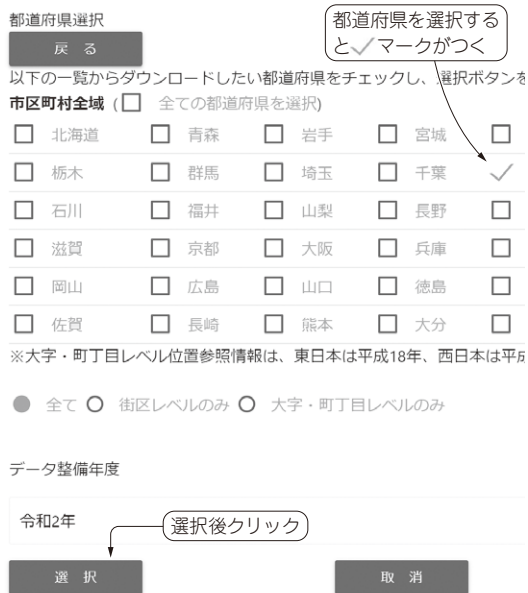 都道府県選択
都道府県を選択する
と✓マークがつく
戻 る
以下の一覧からダウンロードしたい都道府県をチェックし、選択ボタンを
市区町村全域 (□ 全ての都道府県を選択)
□ 北海道 □ 青森 □ 岩手 □ 宮城 □
□ 栃木 □ 群馬 □ 埼玉 □ 千葉 ✓
□ 石川 □ 福井 □ 山梨 □ 長野 □
□ 滋賀 □ 京都 □ 大阪 □ 兵庫 □
□ 岡山 □ 広島 □ 山口 □ 徳島 □
□ 佐賀 □ 長崎 □ 熊本 □ 大分 □
※大字・町丁目レベル位置参照情報は、東日本は平成18年、西日本は平成
● 全て ○ 街区レベルのみ ○ 大字・町丁目レベルのみ
データ整備年度
令和2年
選択後クリック
選 択 取 消